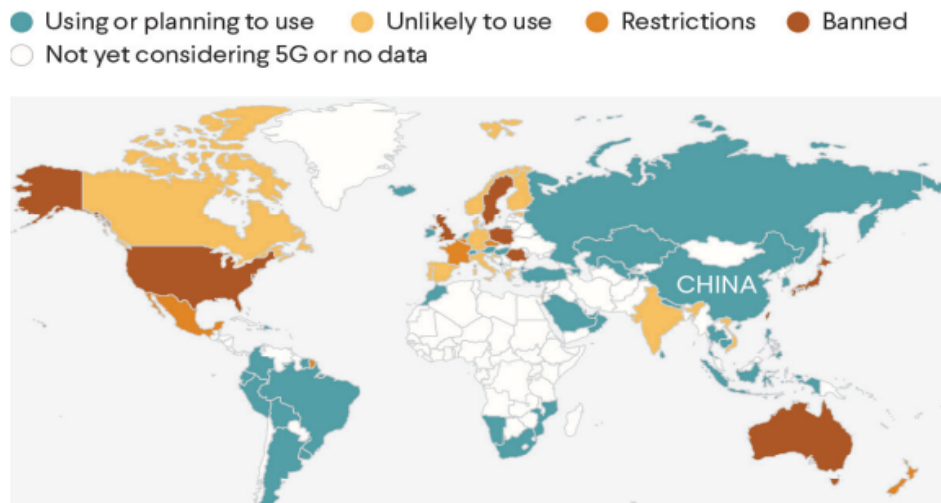 Using or planning to use Unlikely to use Restrictions Banned
Not yet considering 5G or no data
CHINA